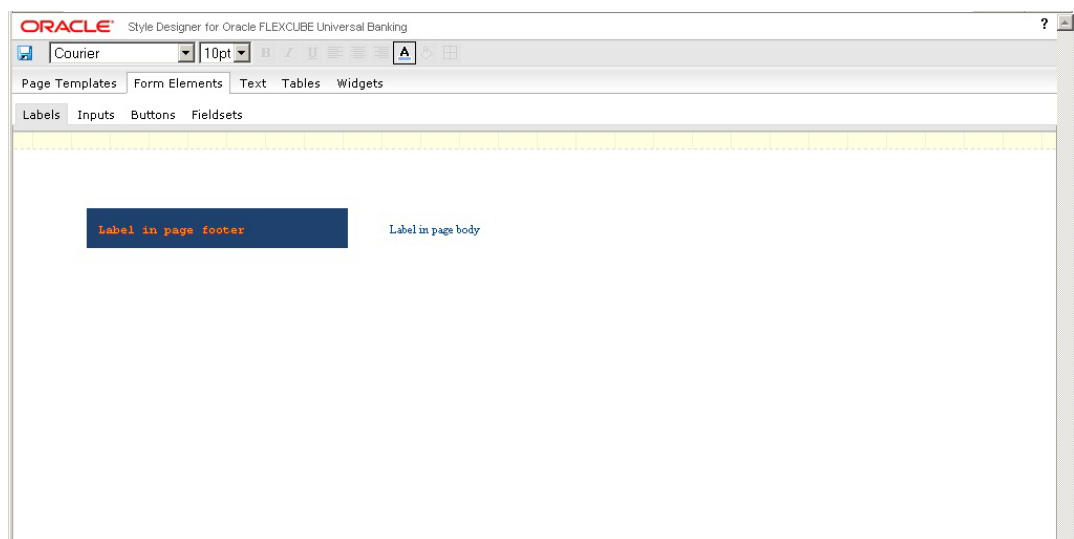 ORACLE® Style Designer for Oracle FLEXCUBE Universal Banking ?
Courier 10pt B I U A
Page Templates Form Elements Text Tables Widgets
Labels Inputs Buttons Fieldsets
Label in page footer Label in page body